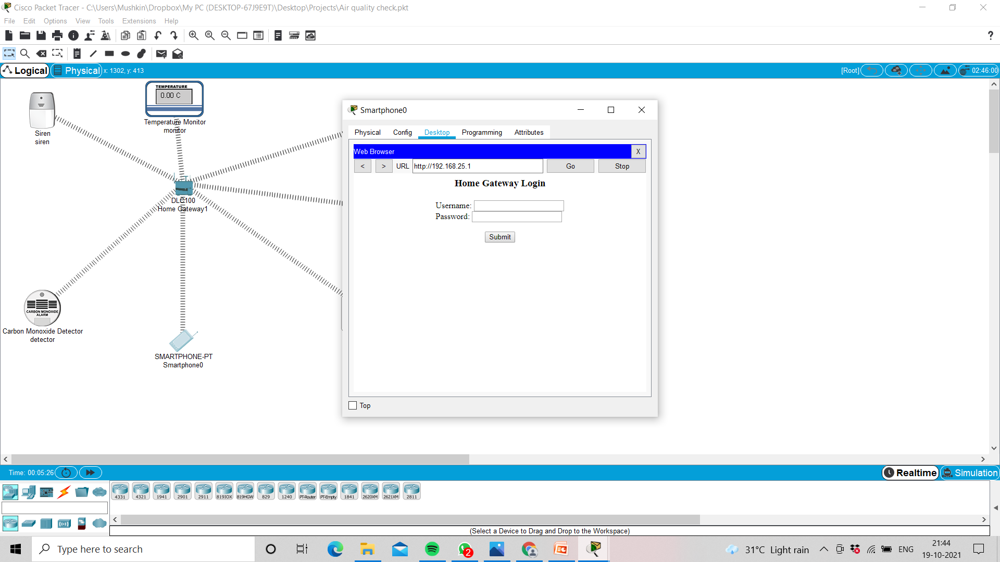 Cisco Packet Tracer - C:\Users\Mushkin\Dropbox\My PC (DESKTOP-67J9E9T)\Desktop\Projects\Air quality check.pkt
File Edit Options View Tools Extensions Help
?
Logical Physical x: 1302, y: 413 [Root] 02:46:00
TEMPERATURE
0.00 C
Temperature Monitor
monitor
Siren
siren
DLC100
Home Gateway1
CARBON MONOXIDE
ALARM
Carbon Monoxide Detector
detector
SMARTPHONE-PT
Smartphone0
Smartphone0
Physical Config Desktop Programming Attributes
Web Browser X
< > URL http://192.168.25.1 Go Stop
Home Gateway Login
Username:
Password:
Submit
Top
Time: 00:05:26 Realtime Simulation
4331 4321 1941 2901 2911 819IOX 819HGW 829 1240 PT-Router PT-Empty 1841 2620XM 2621XM 2811
(Select a Device to Drag and Drop to the Workspace)
Type here to search 2 31°C Light rain ENG 21:44
19-10-2021